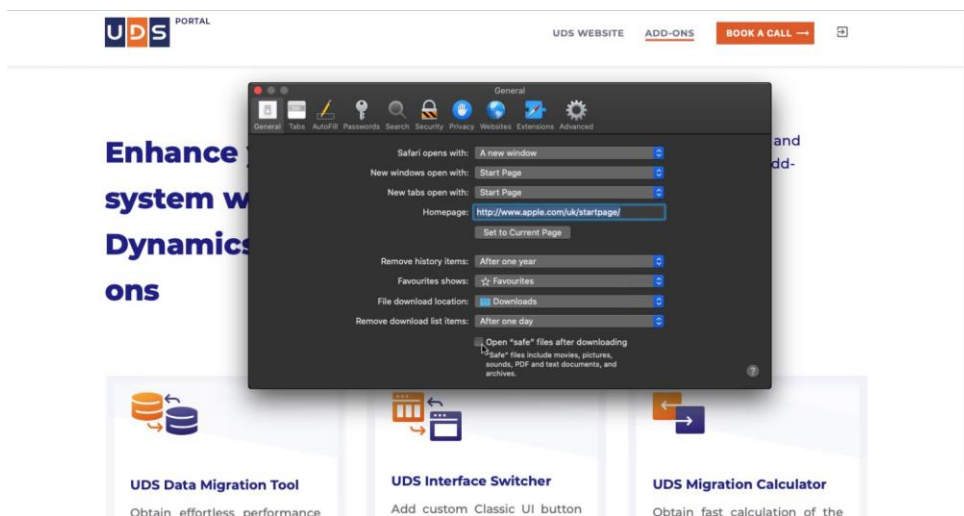 UDS PORTAL
UDS WEBSITE ADD-ONS BOOK A CALL →
Enhance
system w
Dynamics
ons
and
dd-
General
General Tabs AutoFill Passwords Search Security Privacy Websites Extensions Advanced
Safari opens with: A new window
New windows open with: Start Page
New tabs open with: Start Page
Homepage: http://www.apple.com/uk/startpage/
Set to Current Page
Remove history items: After one year
Favourites shows: Favourites
File download location: Downloads
Remove download list items: After one day
Open "safe" files after downloading
"Safe" files include movies, pictures,
sounds, PDF and text documents, and
archives.
?
UDS Data Migration Tool
Obtain effortless performance
UDS Interface Switcher
Add custom Classic UI button
UDS Migration Calculator
Obtain fast calculation of the